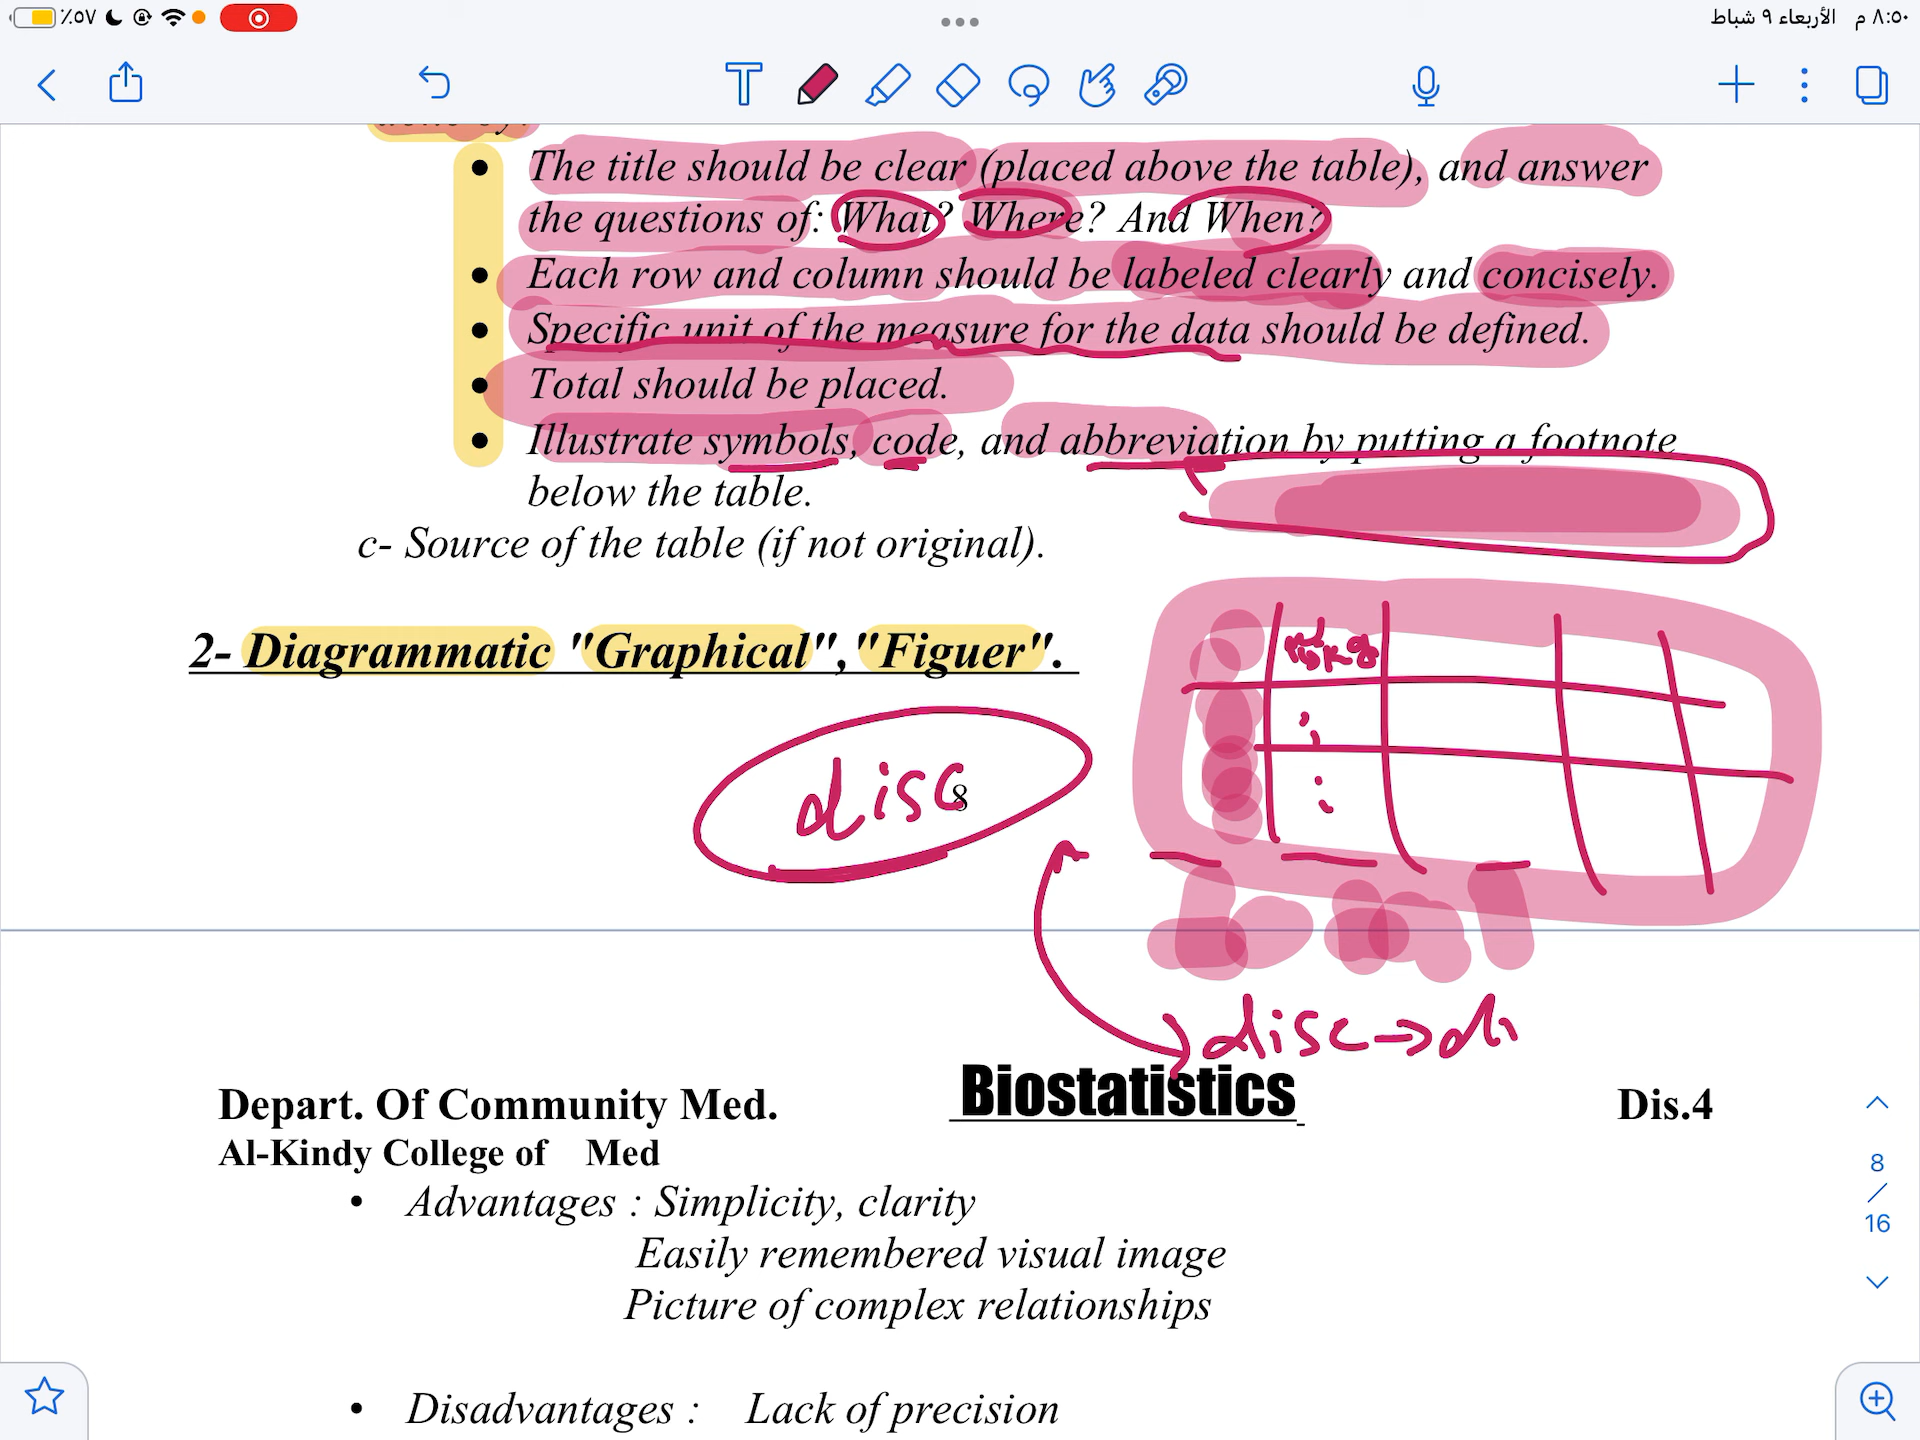 ٪٥٧
الأربعاء ٩ شباط ٨:٥٠ م
The title should be clear (placed above the table), and answer
the questions of: What? Where? And When?
Each row and column should be labeled clearly and concisely.
Specific unit of the measure for the data should be defined.
Total should be placed.
Illustrate symbols, code, and abbreviation by putting a footnote
below the table.
c- Source of the table (if not original).
2- Diagrammatic "Graphical","Figuer".
kg
disc
8
disc→di
Depart. Of Community Med. Biostatistics Dis.4
Al-Kindy College of Med
• Advantages : Simplicity, clarity
Easily remembered visual image
Picture of complex relationships
• Disadvantages : Lack of precision
8
/
16